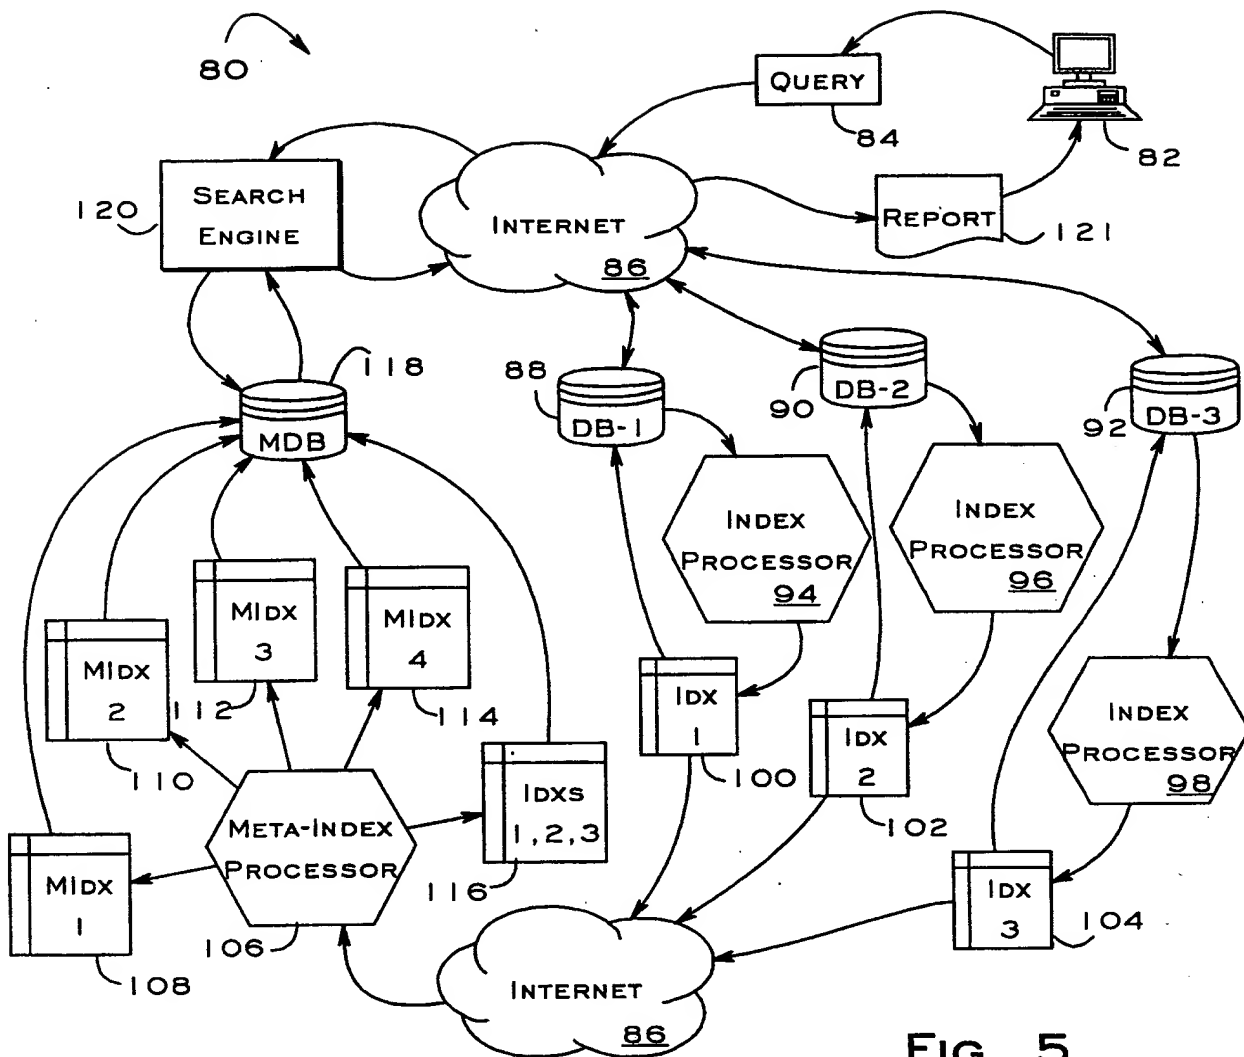 80
QUERY
84
82
SEARCH
ENGINE
120
INTERNET
86
REPORT
121
118
MDB
88
DB-1
90
DB-2
92
DB-3
INDEX
PROCESSOR
94
INDEX
PROCESSOR
96
INDEX
PROCESSOR
98
MIDX
3
112
MIDX
4
114
MIDX
2
110
IDX
1
100
IDX
2
102
IDXS
1,2,3
116
META-INDEX
PROCESSOR
106
MIDX
1
108
IDX
3
104
INTERNET
86
FIG. 5